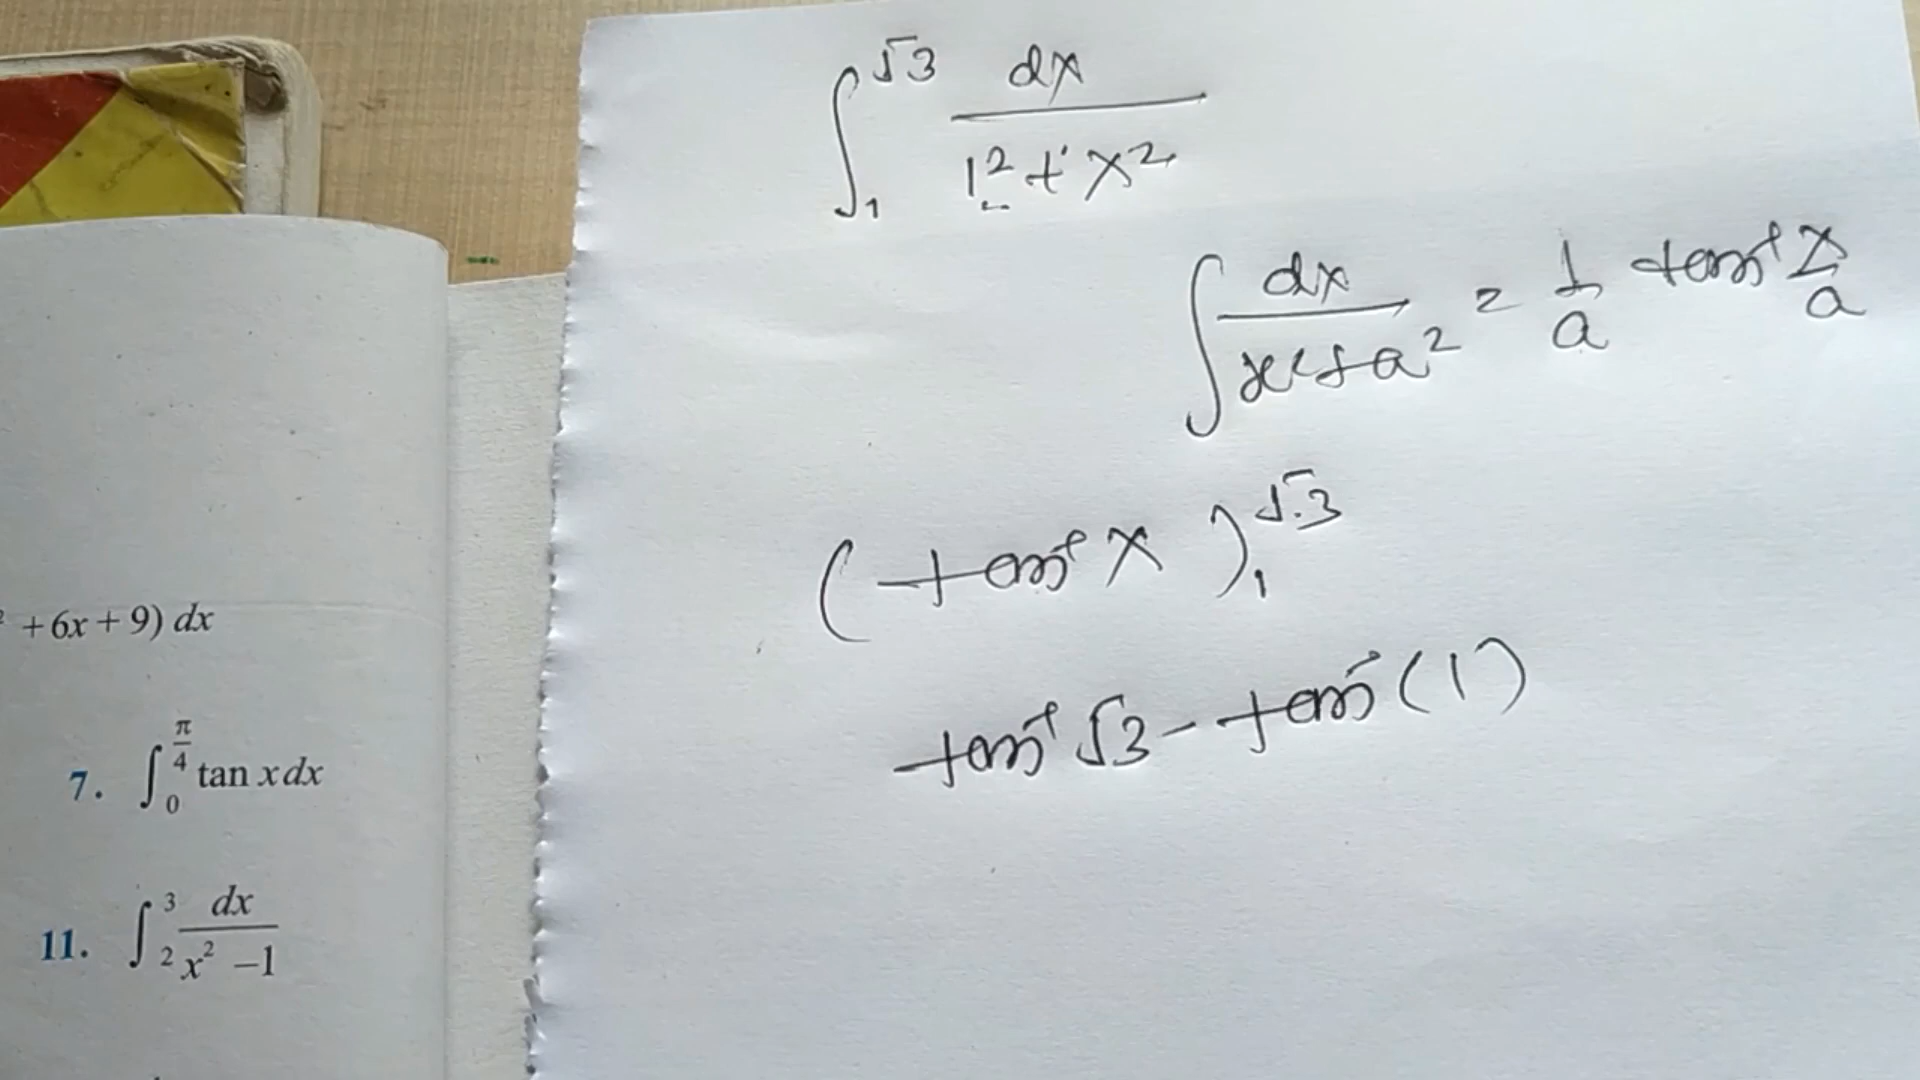 ² +6x+9) dx
7. ∫₀^(π/4) tan x dx
11. ∫₂³ dx/(x² −1)
∫₁^√3 dx/(1² + x²)
∫ dx/(x²+a²) = 1/a tan⁻¹ x/a
(tan⁻¹ x)₁^√3
tan⁻¹ √3 − tan⁻¹ (1)